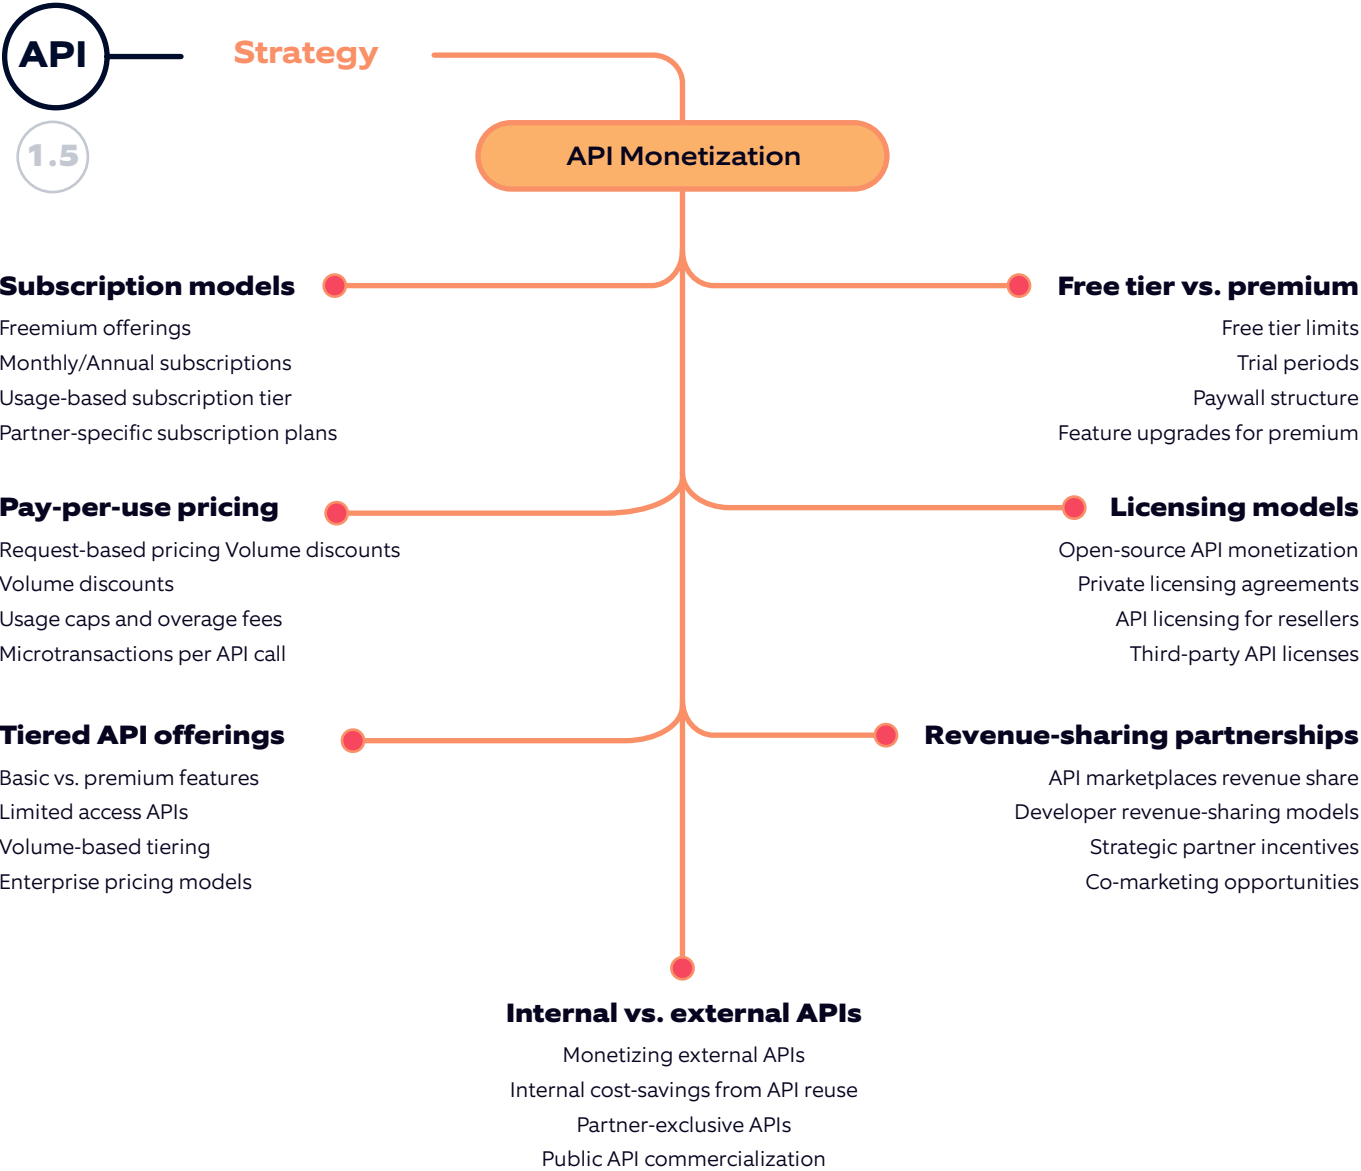 API
Strategy
1.5
API Monetization
Subscription models
Freemium offerings
Monthly/Annual subscriptions
Usage-based subscription tier
Partner-specific subscription plans
Free tier vs. premium
Free tier limits
Trial periods
Paywall structure
Feature upgrades for premium
Pay-per-use pricing
Request-based pricing Volume discounts
Volume discounts
Usage caps and overage fees
Microtransactions per API call
Licensing models
Open-source API monetization
Private licensing agreements
API licensing for resellers
Third-party API licenses
Tiered API offerings
Basic vs. premium features
Limited access APIs
Volume-based tiering
Enterprise pricing models
Revenue-sharing partnerships
API marketplaces revenue share
Developer revenue-sharing models
Strategic partner incentives
Co-marketing opportunities
Internal vs. external APIs
Monetizing external APIs
Internal cost-savings from API reuse
Partner-exclusive APIs
Public API commercialization